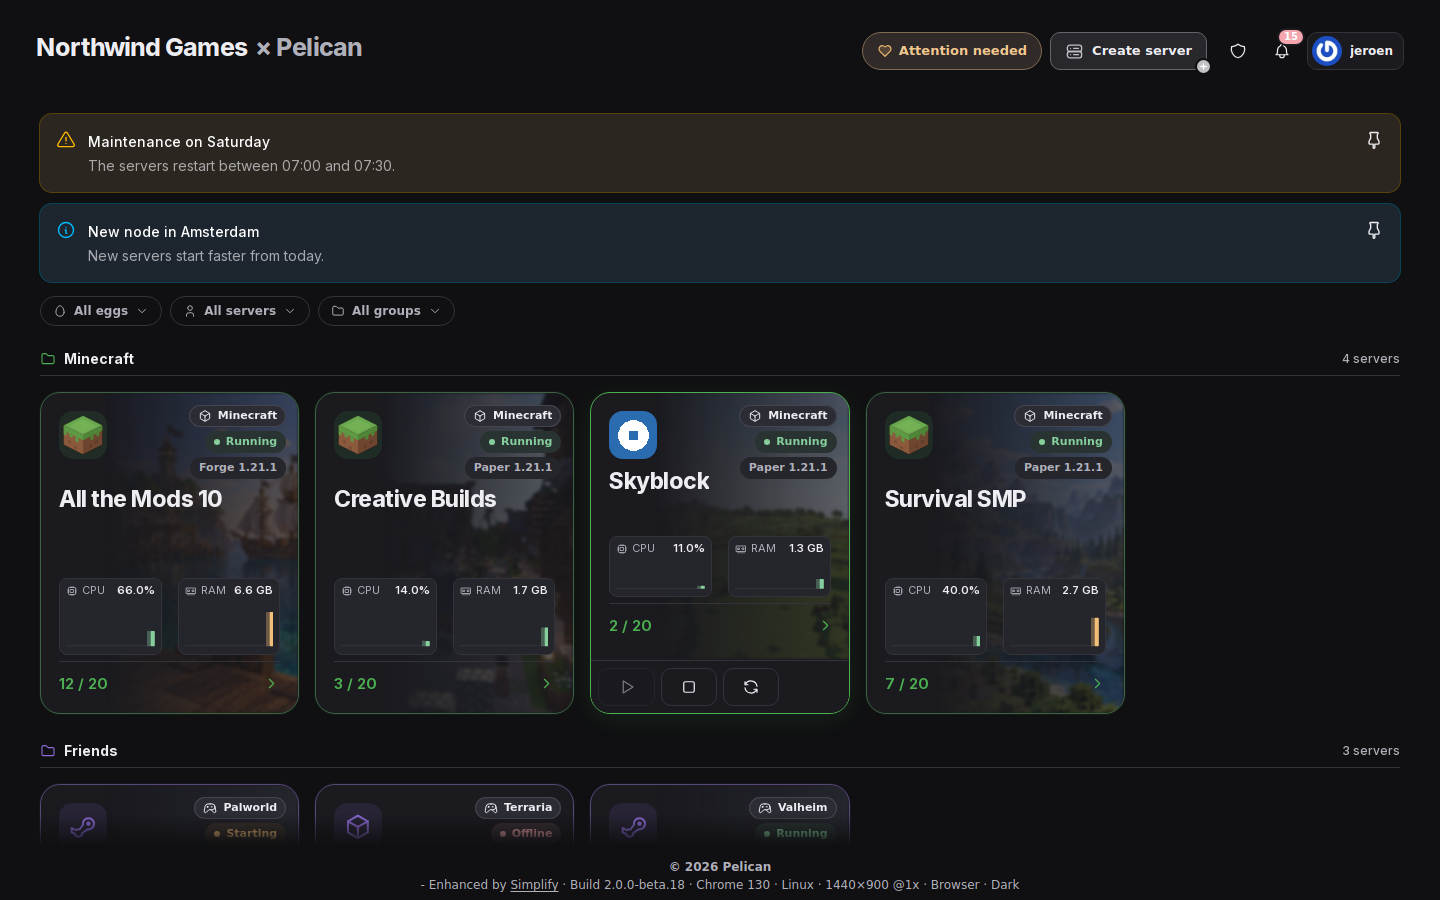 Northwind Games × Pelican
Attention needed
Create server
15
jeroen
Maintenance on Saturday
The servers restart between 07:00 and 07:30.
New node in Amsterdam
New servers start faster from today.
All eggs
All servers
All groups
Minecraft
4 servers
Minecraft
Running
Forge 1.21.1
All the Mods 10
CPU 66.0%
RAM 6.6 GB
12 / 20
Minecraft
Running
Paper 1.21.1
Creative Builds
CPU 14.0%
RAM 1.7 GB
3 / 20
Minecraft
Running
Paper 1.21.1
Skyblock
CPU 11.0%
RAM 1.3 GB
2 / 20
Minecraft
Running
Paper 1.21.1
Survival SMP
CPU 40.0%
RAM 2.7 GB
7 / 20
Friends
3 servers
Palworld
Starting
Terraria
Offline
Valheim
Running
© 2026 Pelican
- Enhanced by Simplify · Build 2.0.0-beta.18 · Chrome 130 · Linux · 1440×900 @1x · Browser · Dark